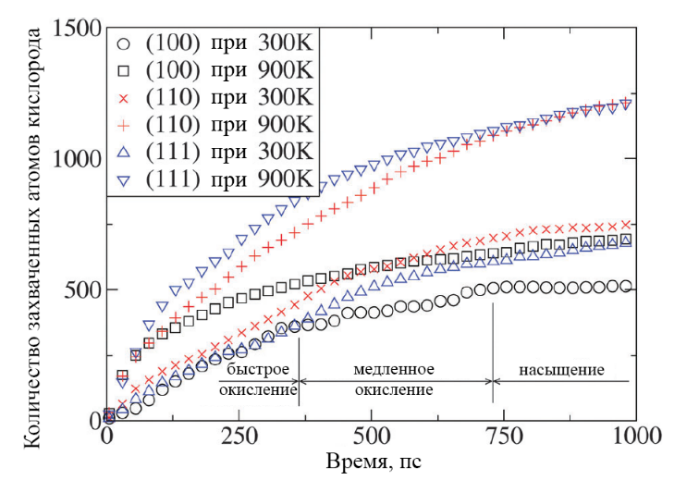 Количество захваченных атомов кислорода
1500
1000
500
0
(100) при 300K
(100) при 900K
(110) при 300K
(110) при 900K
(111) при 300K
(111) при 900K
быстрое
окисление
медленное
окисление
насыщение
0
250
500
750
1000
Время, пс